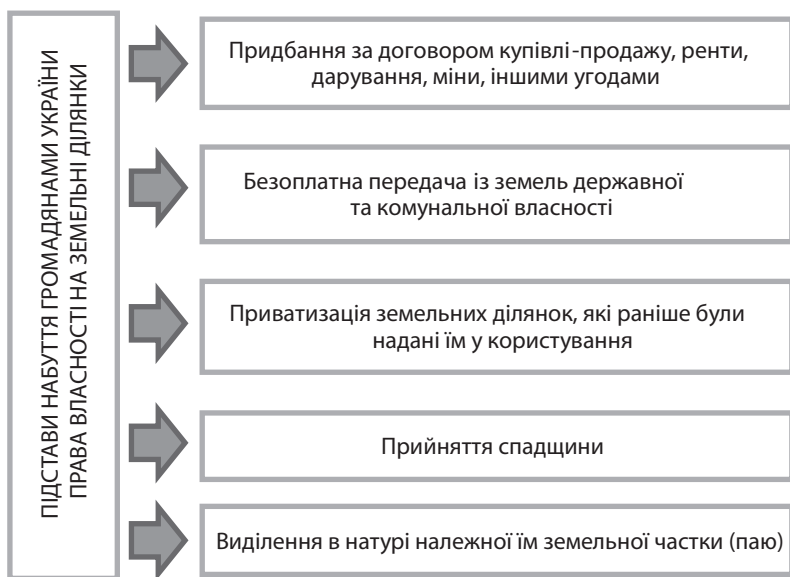 ПІДСТАВИ НАБУТТЯ ГРОМАДЯНАМИ УКРАЇНИ
ПРАВА ВЛАСНОСТІ НА ЗЕМЕЛЬНІ ДІЛЯНКИ
Придбання за договором купівлі-продажу, ренти,
дарування, міни, іншими угодами
Безоплатна передача із земель державної
та комунальної власності
Приватизація земельних ділянок, які раніше були
надані їм у користування
Прийняття спадщини
Виділення в натурі належної їм земельної частки (паю)